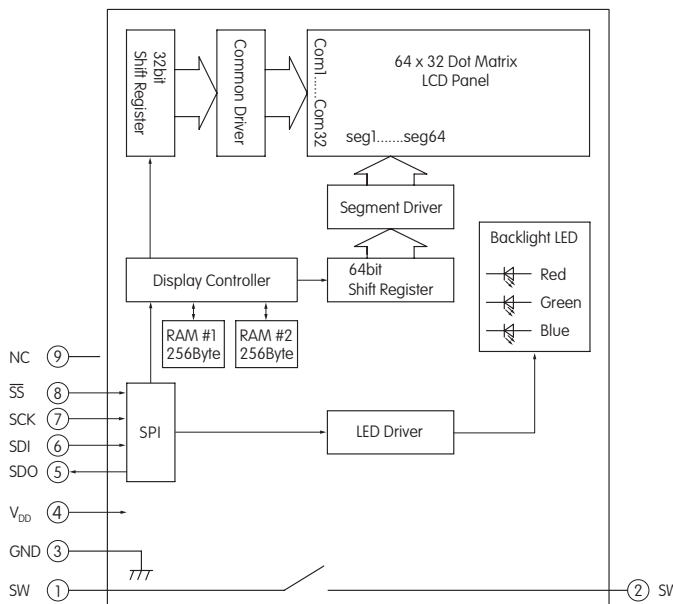 32bit
Shift Register
Common Driver
Com1......Com32
64 x 32 Dot Matrix
LCD Panel
seg1.......seg64
Segment Driver
Backlight LED
Red
Green
Blue
Display Controller
64bit
Shift Register
RAM #1
256Byte
RAM #2
256Byte
NC 9
SS 8
SCK 7
SDI 6
SDO 5
SPI
LED Driver
VDD 4
GND 3
SW 1
2 SW